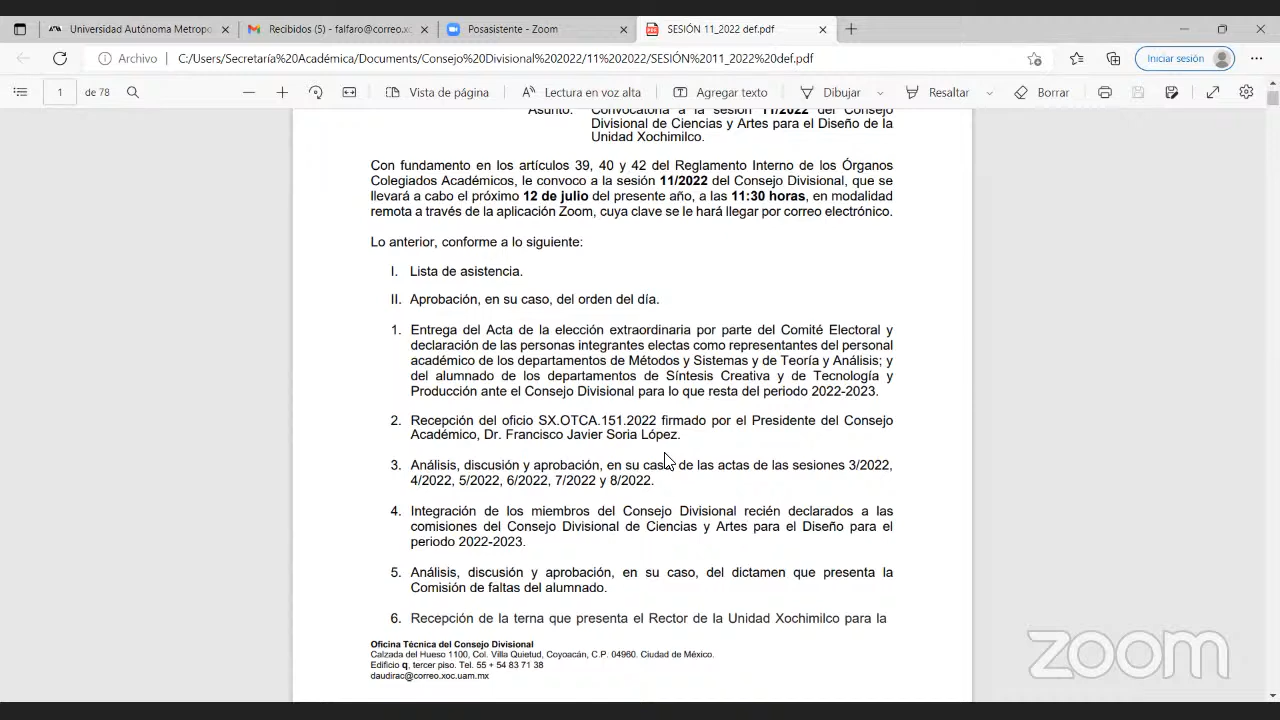 Universidad Autónoma Metropo
Recibidos (5) - falfaro@correo.xc
Posasistente - Zoom
SESIÓN 11_2022 def.pdf
Archivo
C:/Users/Secretaría%20Académica/Documents/Consejo%20Divisional%202022/11%202022/SESIÓN%2011_2022%20def.pdf
Iniciar sesión
1 de 78
Vista de página
Lectura en voz alta
Agregar texto
Dibujar
Resaltar
Borrar
Asunto: Convocatoria a la sesión 11/2022 del Consejo
Divisional de Ciencias y Artes para el Diseño de la
Unidad Xochimilco.
Con fundamento en los artículos 39, 40 y 42 del Reglamento Interno de los Órganos
Colegiados Académicos, le convoco a la sesión 11/2022 del Consejo Divisional, que se
llevará a cabo el próximo 12 de julio del presente año, a las 11:30 horas, en modalidad
remota a través de la aplicación Zoom, cuya clave se le hará llegar por correo electrónico.
Lo anterior, conforme a lo siguiente:
I. Lista de asistencia.
II. Aprobación, en su caso, del orden del día.
1. Entrega del Acta de la elección extraordinaria por parte del Comité Electoral y
declaración de las personas integrantes electas como representantes del personal
académico de los departamentos de Métodos y Sistemas y de Teoría y Análisis; y
del alumnado de los departamentos de Síntesis Creativa y de Tecnología y
Producción ante el Consejo Divisional para lo que resta del periodo 2022-2023.
2. Recepción del oficio SX.OTCA.151.2022 firmado por el Presidente del Consejo
Académico, Dr. Francisco Javier Soria López.
3. Análisis, discusión y aprobación, en su caso, de las actas de las sesiones 3/2022,
4/2022, 5/2022, 6/2022, 7/2022 y 8/2022.
4. Integración de los miembros del Consejo Divisional recién declarados a las
comisiones del Consejo Divisional de Ciencias y Artes para el Diseño para el
periodo 2022-2023.
5. Análisis, discusión y aprobación, en su caso, del dictamen que presenta la
Comisión de faltas del alumnado.
6. Recepción de la terna que presenta el Rector de la Unidad Xochimilco para la
Oficina Técnica del Consejo Divisional
Calzada del Hueso 1100, Col. Villa Quietud, Coyoacán, C.P. 04960. Ciudad de México.
Edificio q, tercer piso. Tel. 55 + 54 83 71 38
daudirac@correo.xoc.uam.mx
zoom